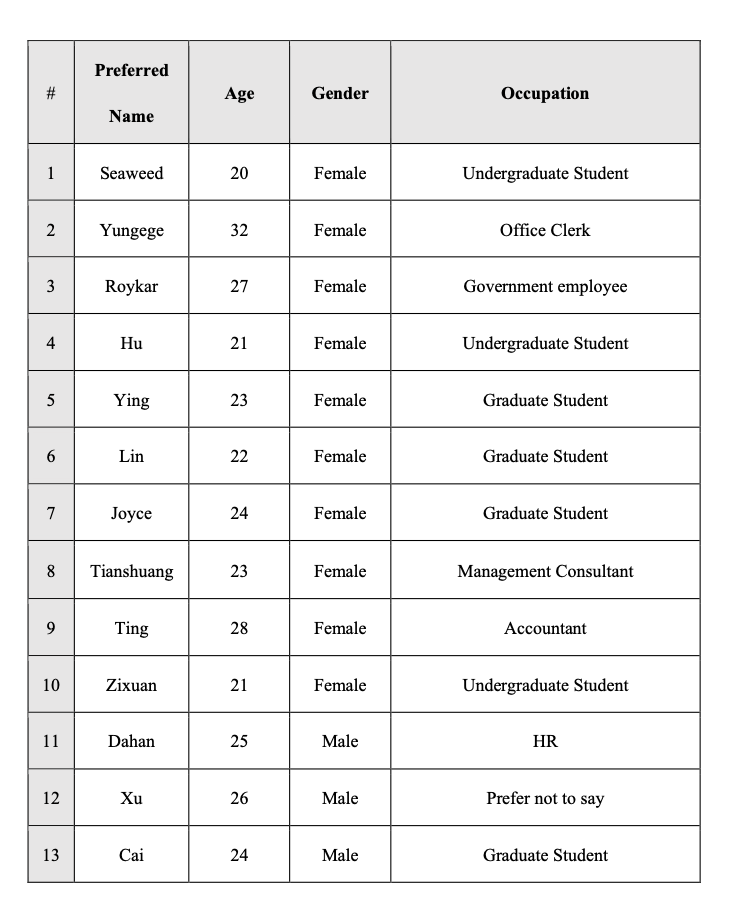 # Preferred Name Age Gender Occupation
1 Seaweed 20 Female Undergraduate Student
2 Yungege 32 Female Office Clerk
3 Roykar 27 Female Government employee
4 Hu 21 Female Undergraduate Student
5 Ying 23 Female Graduate Student
6 Lin 22 Female Graduate Student
7 Joyce 24 Female Graduate Student
8 Tianshuang 23 Female Management Consultant
9 Ting 28 Female Accountant
10 Zixuan 21 Female Undergraduate Student
11 Dahan 25 Male HR
12 Xu 26 Male Prefer not to say
13 Cai 24 Male Graduate Student